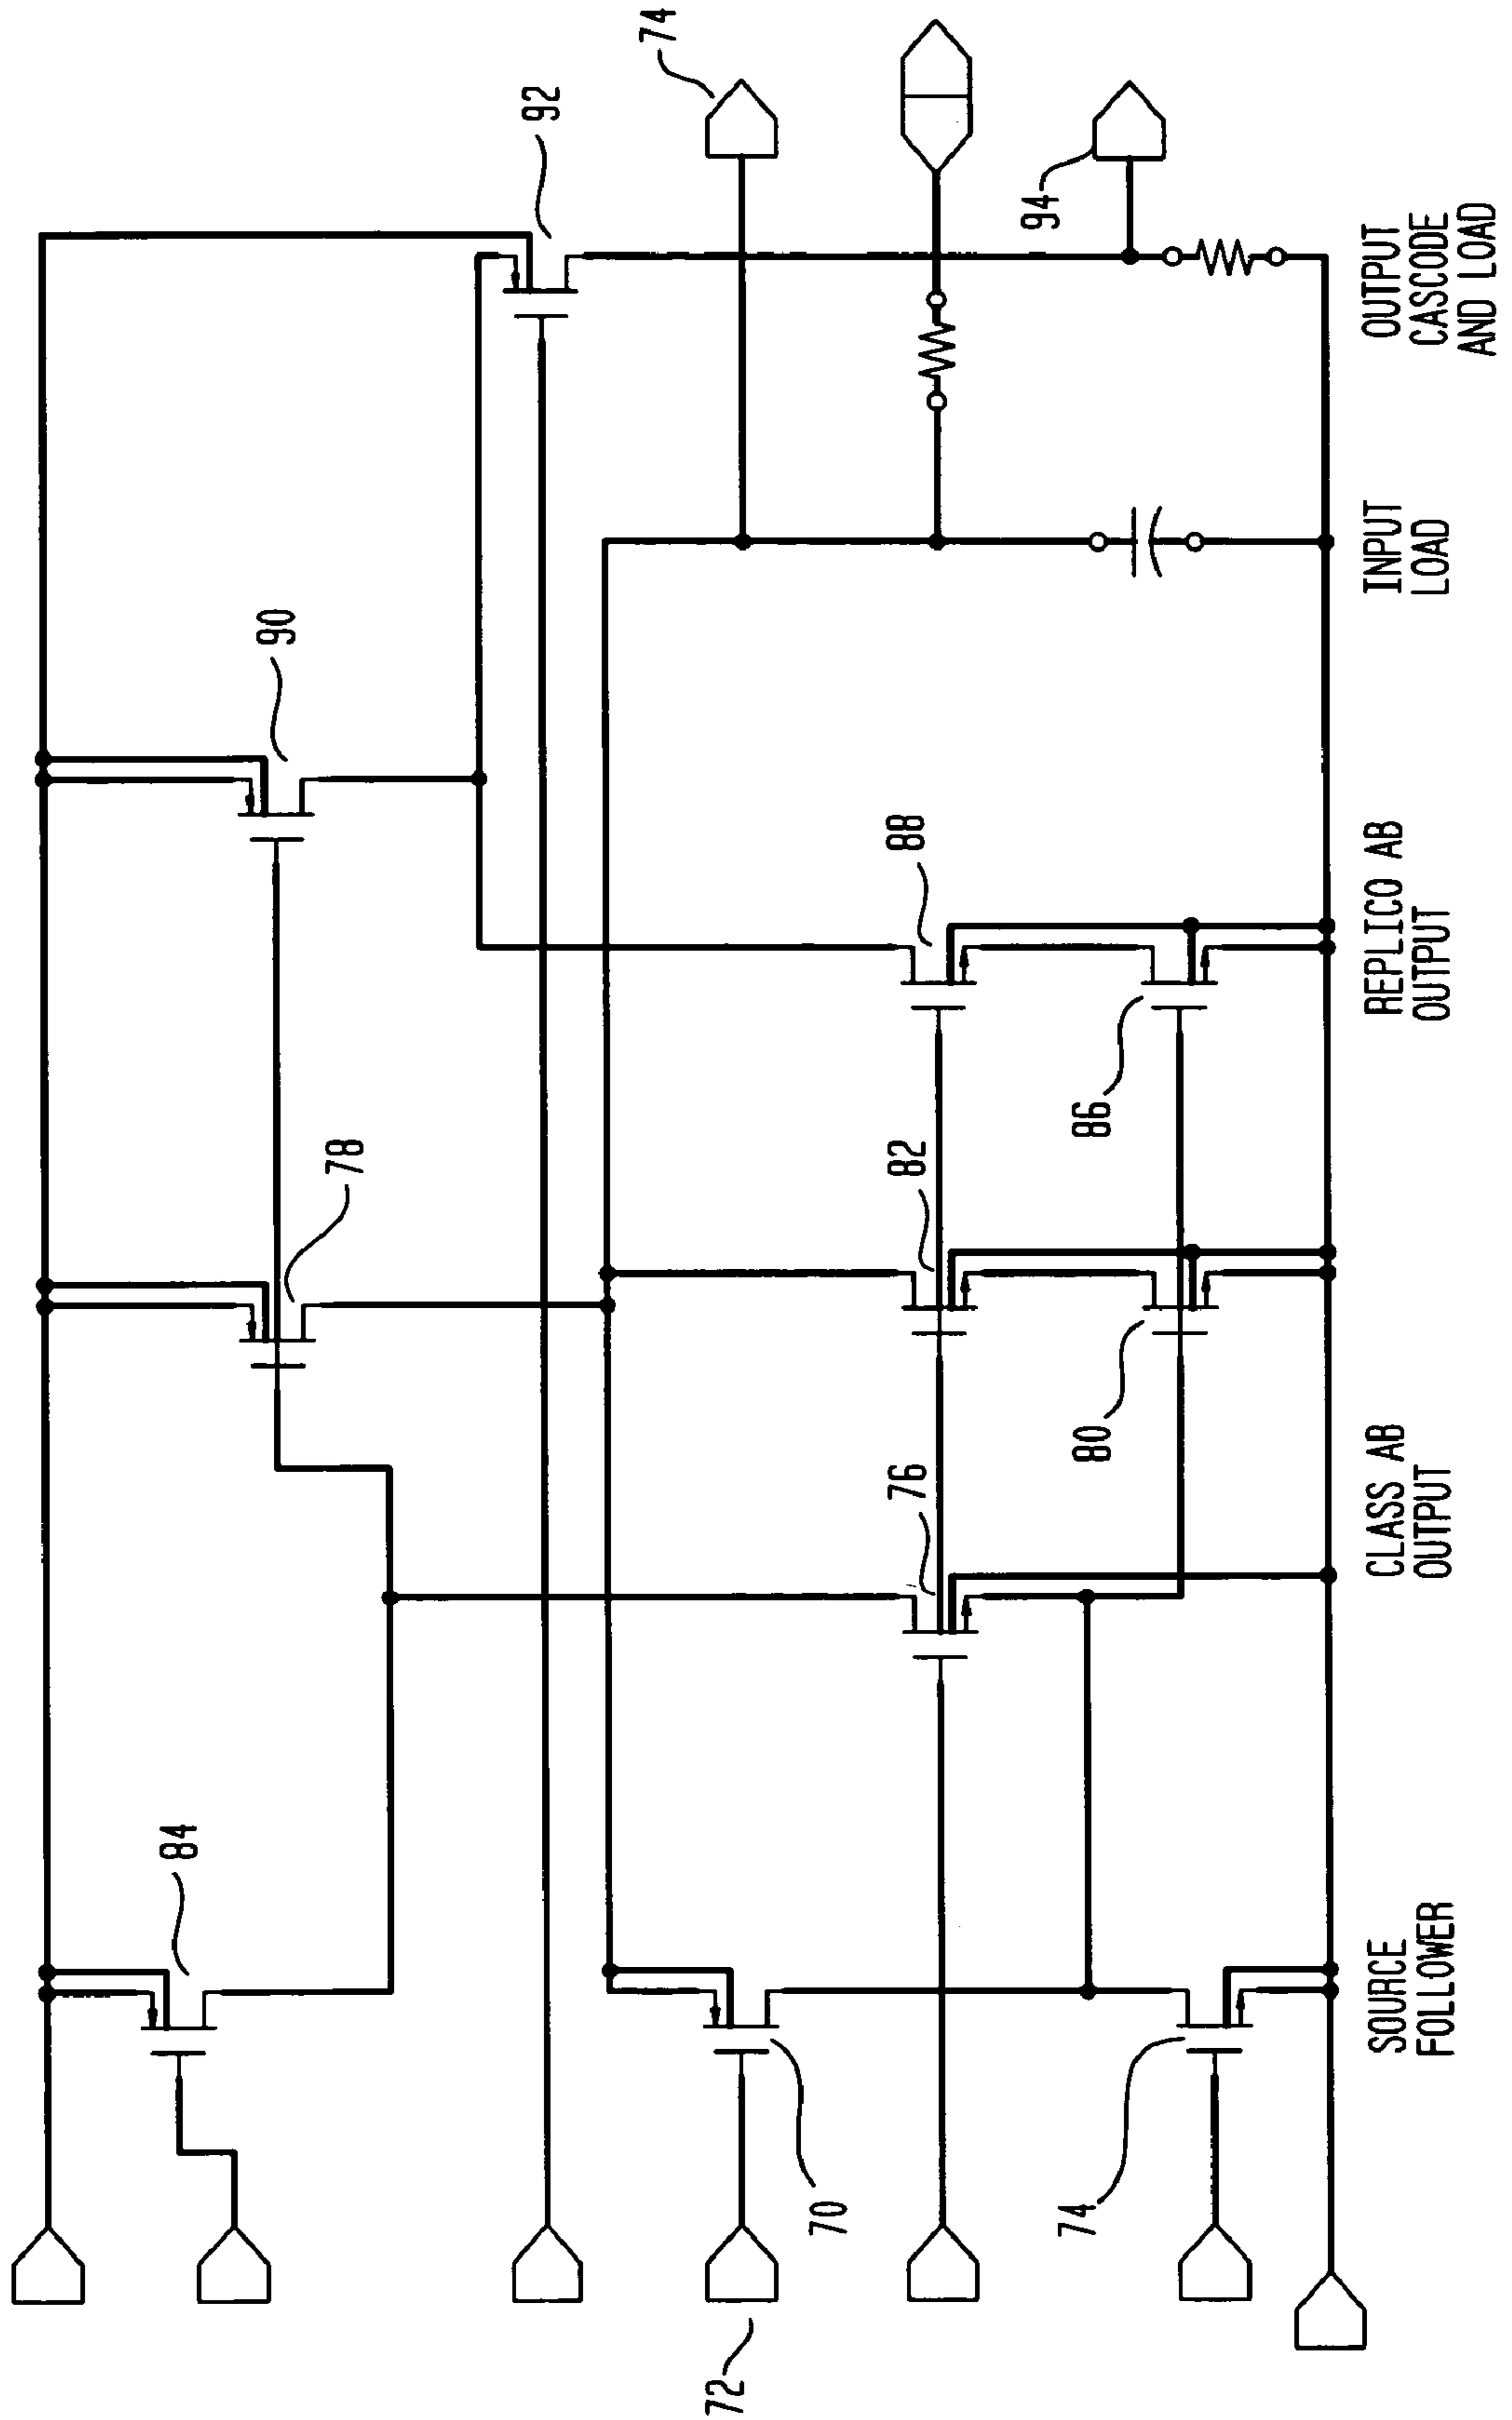 74
92
94
90
88
78
82
86
76
80
84
70
74
72
SOURCE
FOLLOWER
CLASS AB
OUTPUT
REPLICO AB
OUTPUT
INPUT
LOAD
OUTPUT
CASCODE
AND LOAD